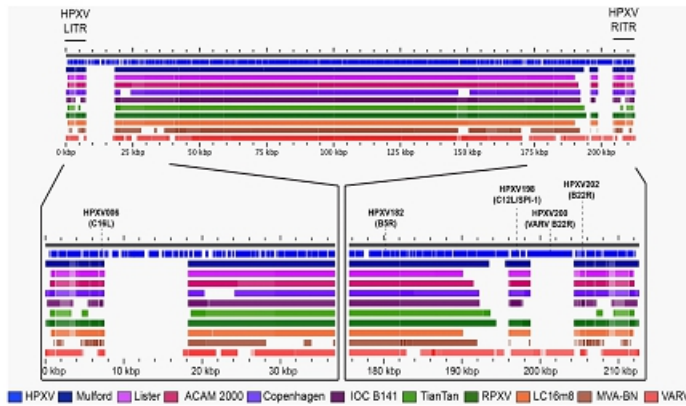 HPXV
LITR
HPXV
RITR
0 kbp 25 kbp 50 kbp 75 kbp 100 kbp 125 kbp 150 kbp 175 kbp 200 kbp
HPXV006
(C16L)
HPXV182
(B5R)
HPXV198
(C12L/SPI-1)
HPXV200
(VARV B22R)
HPXV202
(B22R)
0 kbp 10 kbp 20 kbp 30 kbp 180 kbp 190 kbp 200 kbp 210 kbp
HPXV Mulford Lister ACAM 2000 Copenhagen IOC B141 TianTan RPXV LC16m8 MVA-BN VARV